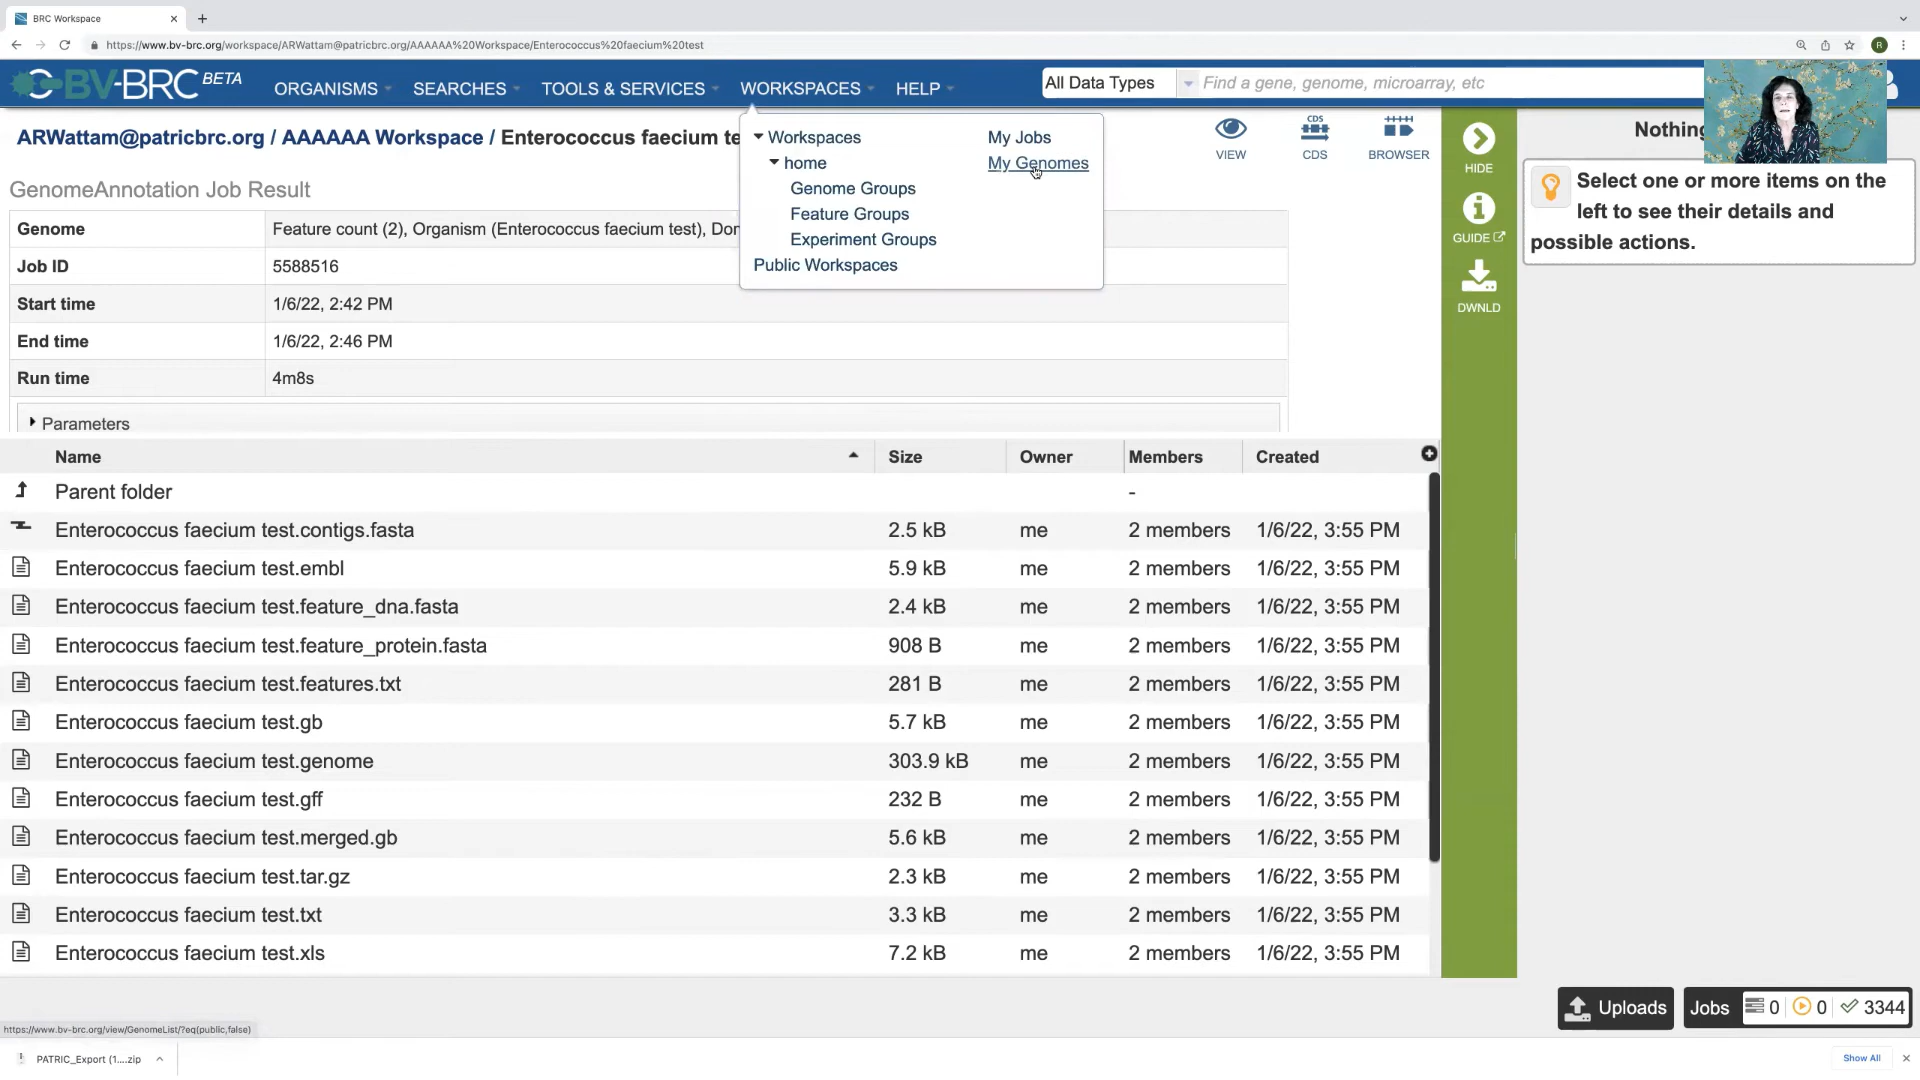 BRC Workspace
https://www.bv-brc.org/workspace/ARWattam@patricbrc.org/AAAAAA%20Workspace/Enterococcus%20faecium%20test
R
BV-BRC BETA
ORGANISMS
SEARCHES
TOOLS & SERVICES
WORKSPACES
HELP
All Data Types
Find a gene, genome, microarray, etc
ARWattam@patricbrc.org / AAAAAA Workspace / Enterococcus faecium te
Workspaces
home
Genome Groups
Feature Groups
Experiment Groups
Public Workspaces
My Jobs
My Genomes
VIEW
CDS
CDS
BROWSER
HIDE
GUIDE
DWNLD
Nothing
Select one or more items on the
left to see their details and
possible actions.
GenomeAnnotation Job Result
Genome Feature count (2), Organism (Enterococcus faecium test), Dom
Job ID 5588516
Start time 1/6/22, 2:42 PM
End time 1/6/22, 2:46 PM
Run time 4m8s
Parameters
Name Size Owner Members Created
Parent folder -
Enterococcus faecium test.contigs.fasta 2.5 kB me 2 members 1/6/22, 3:55 PM
Enterococcus faecium test.embl 5.9 kB me 2 members 1/6/22, 3:55 PM
Enterococcus faecium test.feature_dna.fasta 2.4 kB me 2 members 1/6/22, 3:55 PM
Enterococcus faecium test.feature_protein.fasta 908 B me 2 members 1/6/22, 3:55 PM
Enterococcus faecium test.features.txt 281 B me 2 members 1/6/22, 3:55 PM
Enterococcus faecium test.gb 5.7 kB me 2 members 1/6/22, 3:55 PM
Enterococcus faecium test.genome 303.9 kB me 2 members 1/6/22, 3:55 PM
Enterococcus faecium test.gff 232 B me 2 members 1/6/22, 3:55 PM
Enterococcus faecium test.merged.gb 5.6 kB me 2 members 1/6/22, 3:55 PM
Enterococcus faecium test.tar.gz 2.3 kB me 2 members 1/6/22, 3:55 PM
Enterococcus faecium test.txt 3.3 kB me 2 members 1/6/22, 3:55 PM
Enterococcus faecium test.xls 7.2 kB me 2 members 1/6/22, 3:55 PM
Uploads
Jobs 0 0 3344
https://www.bv-brc.org/view/GenomeList/?eq(public,false)
PATRIC_Export (1....zip
Show All